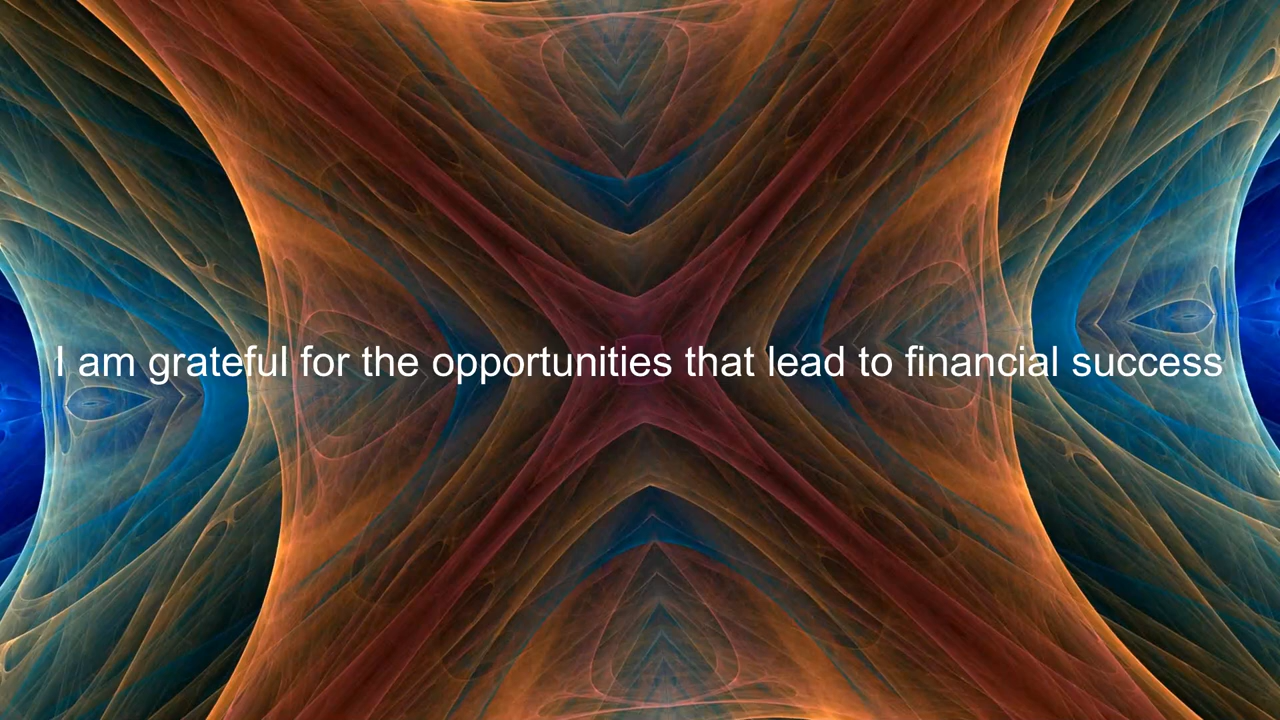 I am grateful for the opportunities that lead to financial success